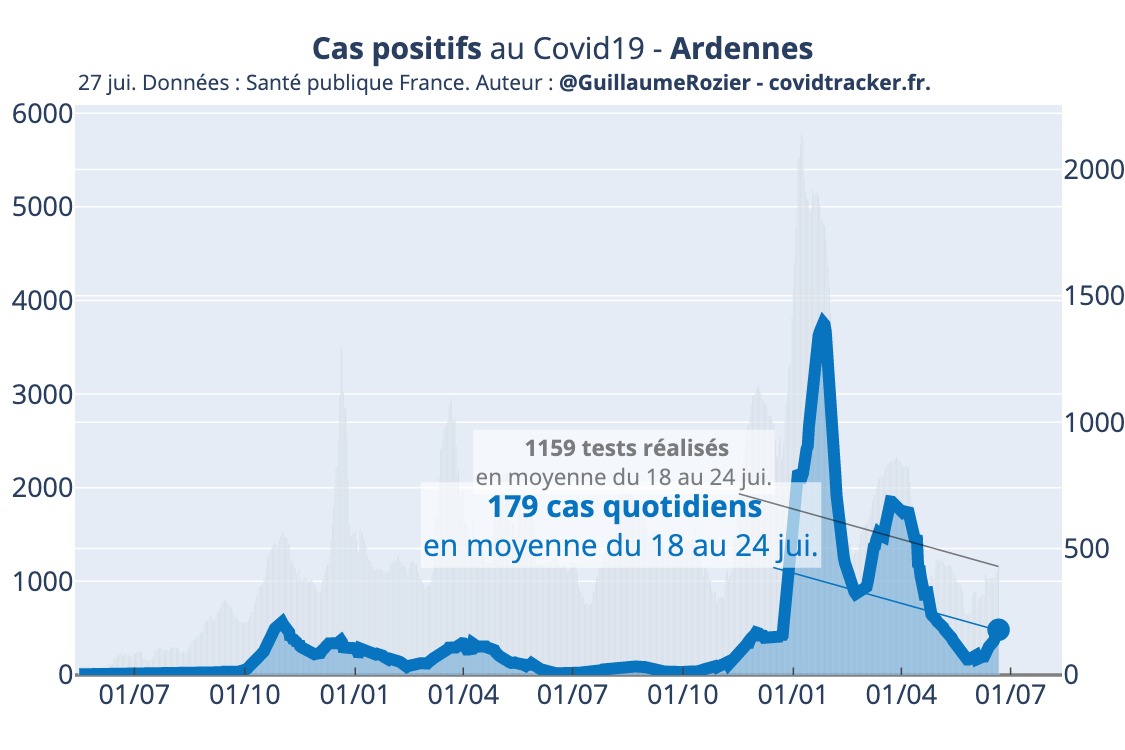 Cas positifs au Covid19 - Ardennes
27 jui. Données : Santé publique France. Auteur : @GuillaumeRozier - covidtracker.fr.
6000
5000
4000
3000
2000
1000
0
2000
1500
1000
500
0
1159 tests réalisés
en moyenne du 18 au 24 jui.
179 cas quotidiens
en moyenne du 18 au 24 jui.
01/07 01/10 01/01 01/04 01/07 01/10 01/01 01/04 01/07